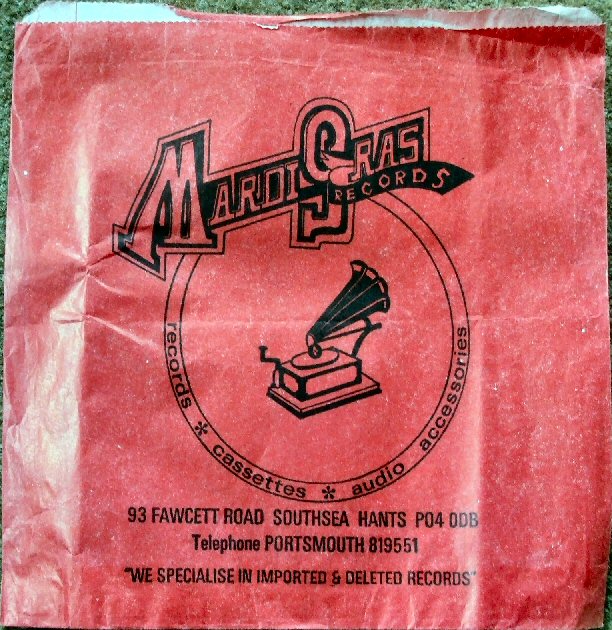 MARDI GRAS
RECORDS
records * cassettes * audio accessories
93 FAWCETT ROAD SOUTHSEA HANTS PO4 0DB
Telephone PORTSMOUTH 819551
"WE SPECIALISE IN IMPORTED & DELETED RECORDS"